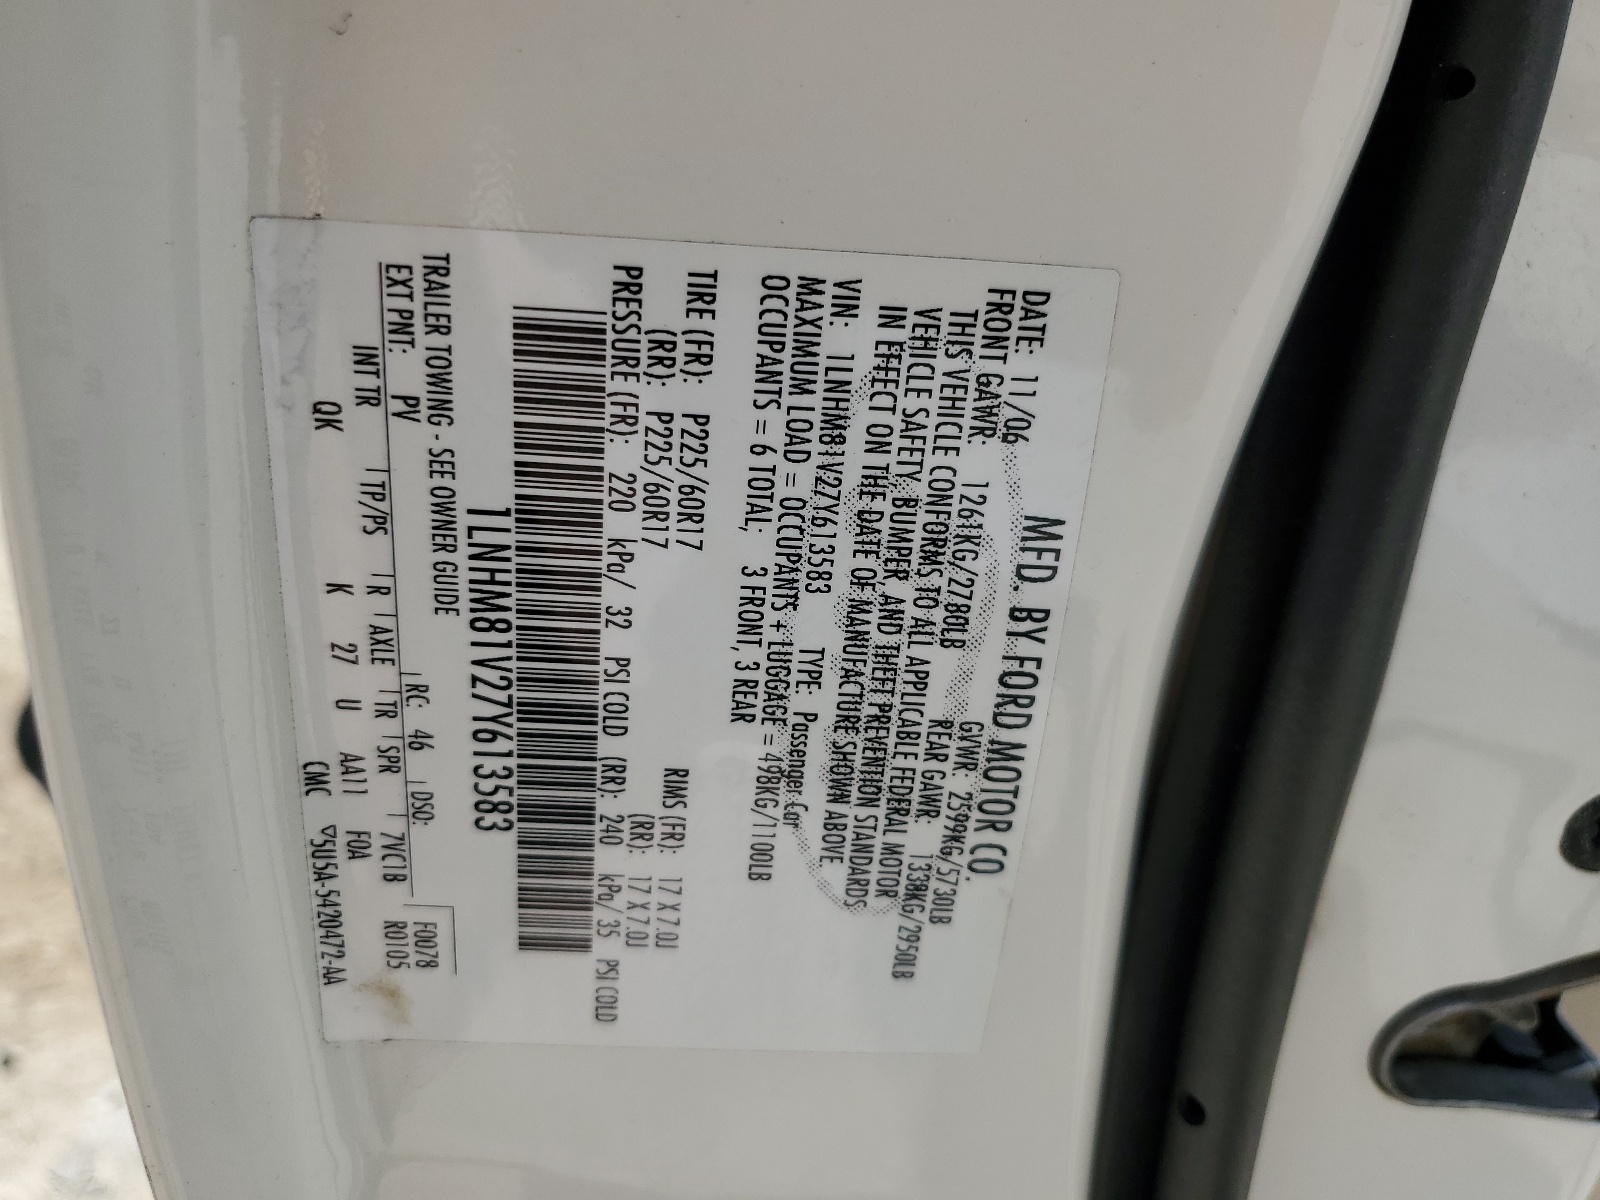 MFD. BY FORD MOTOR CO.
DATE: 11/06 GVWR: 2599KG/5730LB
FRONT GAWR: 1261KG/2780LB REAR GAWR: 1338KG/2950LB
THIS VEHICLE CONFORMS TO ALL APPLICABLE FEDERAL MOTOR
VEHICLE SAFETY, BUMPER, AND THEFT PREVENTION STANDARDS
IN EFFECT ON THE DATE OF MANUFACTURE SHOWN ABOVE.
VIN: 1LNHM81V27Y613583 TYPE: Passenger Car
MAXIMUM LOAD = OCCUPANTS + LUGGAGE = 498KG/1100LB
OCCUPANTS = 6 TOTAL, 3 FRONT, 3 REAR
TIRE (FR): P225/60R17 RIMS (FR): 17 X 7.0J
(RR): P225/60R17 (RR): 17 X 7.0J
PRESSURE (FR): 220 kPa/ 32 PSI COLD (RR): 240 kPa/ 35 PSI COLD
1LNHM81V27Y613583
TRAILER TOWING - SEE OWNER GUIDE F0078
EXT PNT: PV RC: 46 DSO: R0105
INT TR TP/PS R AXLE TR SPR 7VC1B
QK K 27 U AA11 F0A
CMC ▽5U5A-5420472-AA